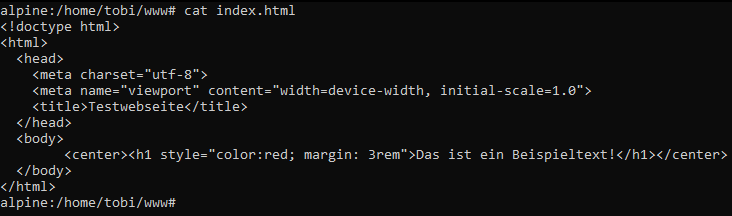 alpine:/home/tobi/www# cat index.html
<!doctype html>
<html>
  <head>
    <meta charset="utf-8">
    <meta name="viewport" content="width=device-width, initial-scale=1.0">
    <title>Testwebseite</title>
  </head>
  <body>
        <center><h1 style="color:red; margin: 3rem">Das ist ein Beispieltext!</h1></center>
  </body>
</html>
alpine:/home/tobi/www#